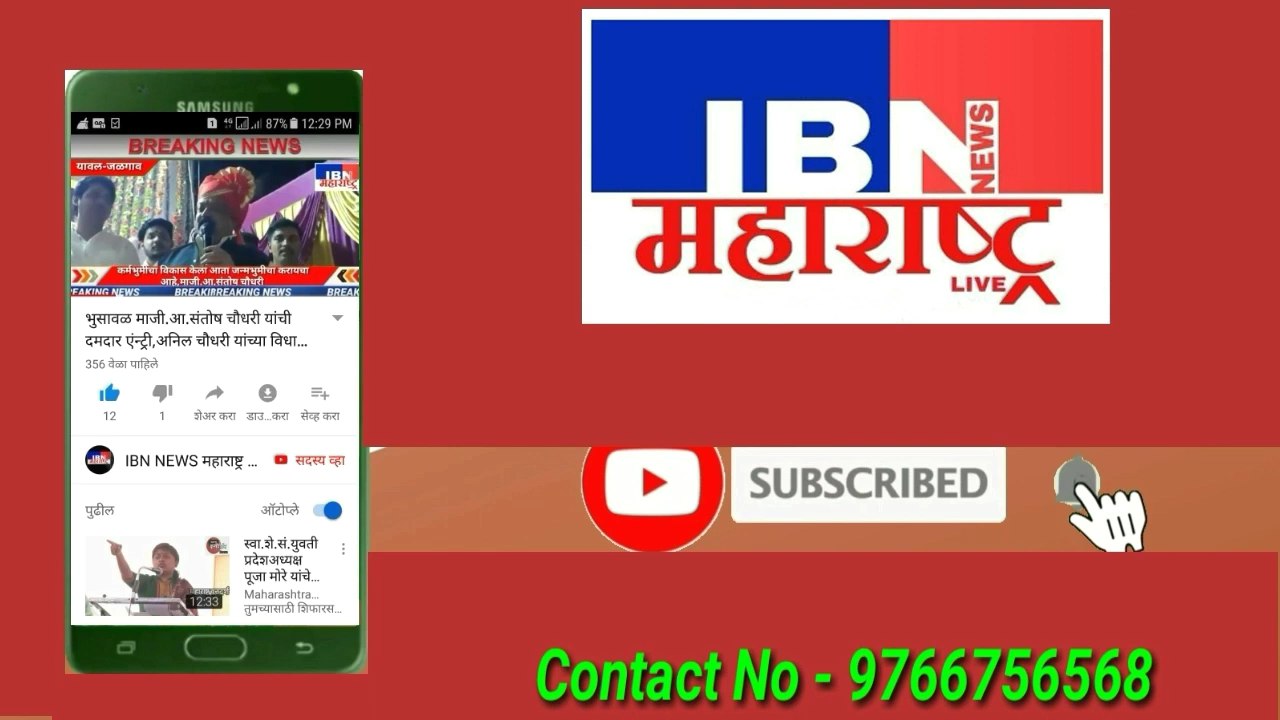 SAMSUNG
87% 12:29 PM
BREAKING NEWS
यावल-जळगाव
IBN
महाराष्ट्र
कर्मभुमीचा विकास केला आता जन्मभुमीचा करायचा
आहे.माजी.आ.संतोष चौधरी
EAKING NEWS BREAKIBREAKING NEWS BREAK
भुसावळ माजी.आ.संतोष चौधरी यांची
दमदार एंन्ट्री,अनिल चौधरी यांच्या विधा...
356 वेळा पाहिले
12 1 शेअर करा डाउ...करा सेव्ह करा
IBN NEWS महाराष्ट्र ... सदस्य व्हा
पुढील ऑटोप्ले
स्वा.शे.सं.युवती
प्रदेशअध्यक्ष
पूजा मोरे यांचे...
Maharashtra...
तुमच्यासाठी शिफारस...
12:33
IBN NEWS
महाराष्ट्र
LIVE
SUBSCRIBED
Contact No - 9766756568